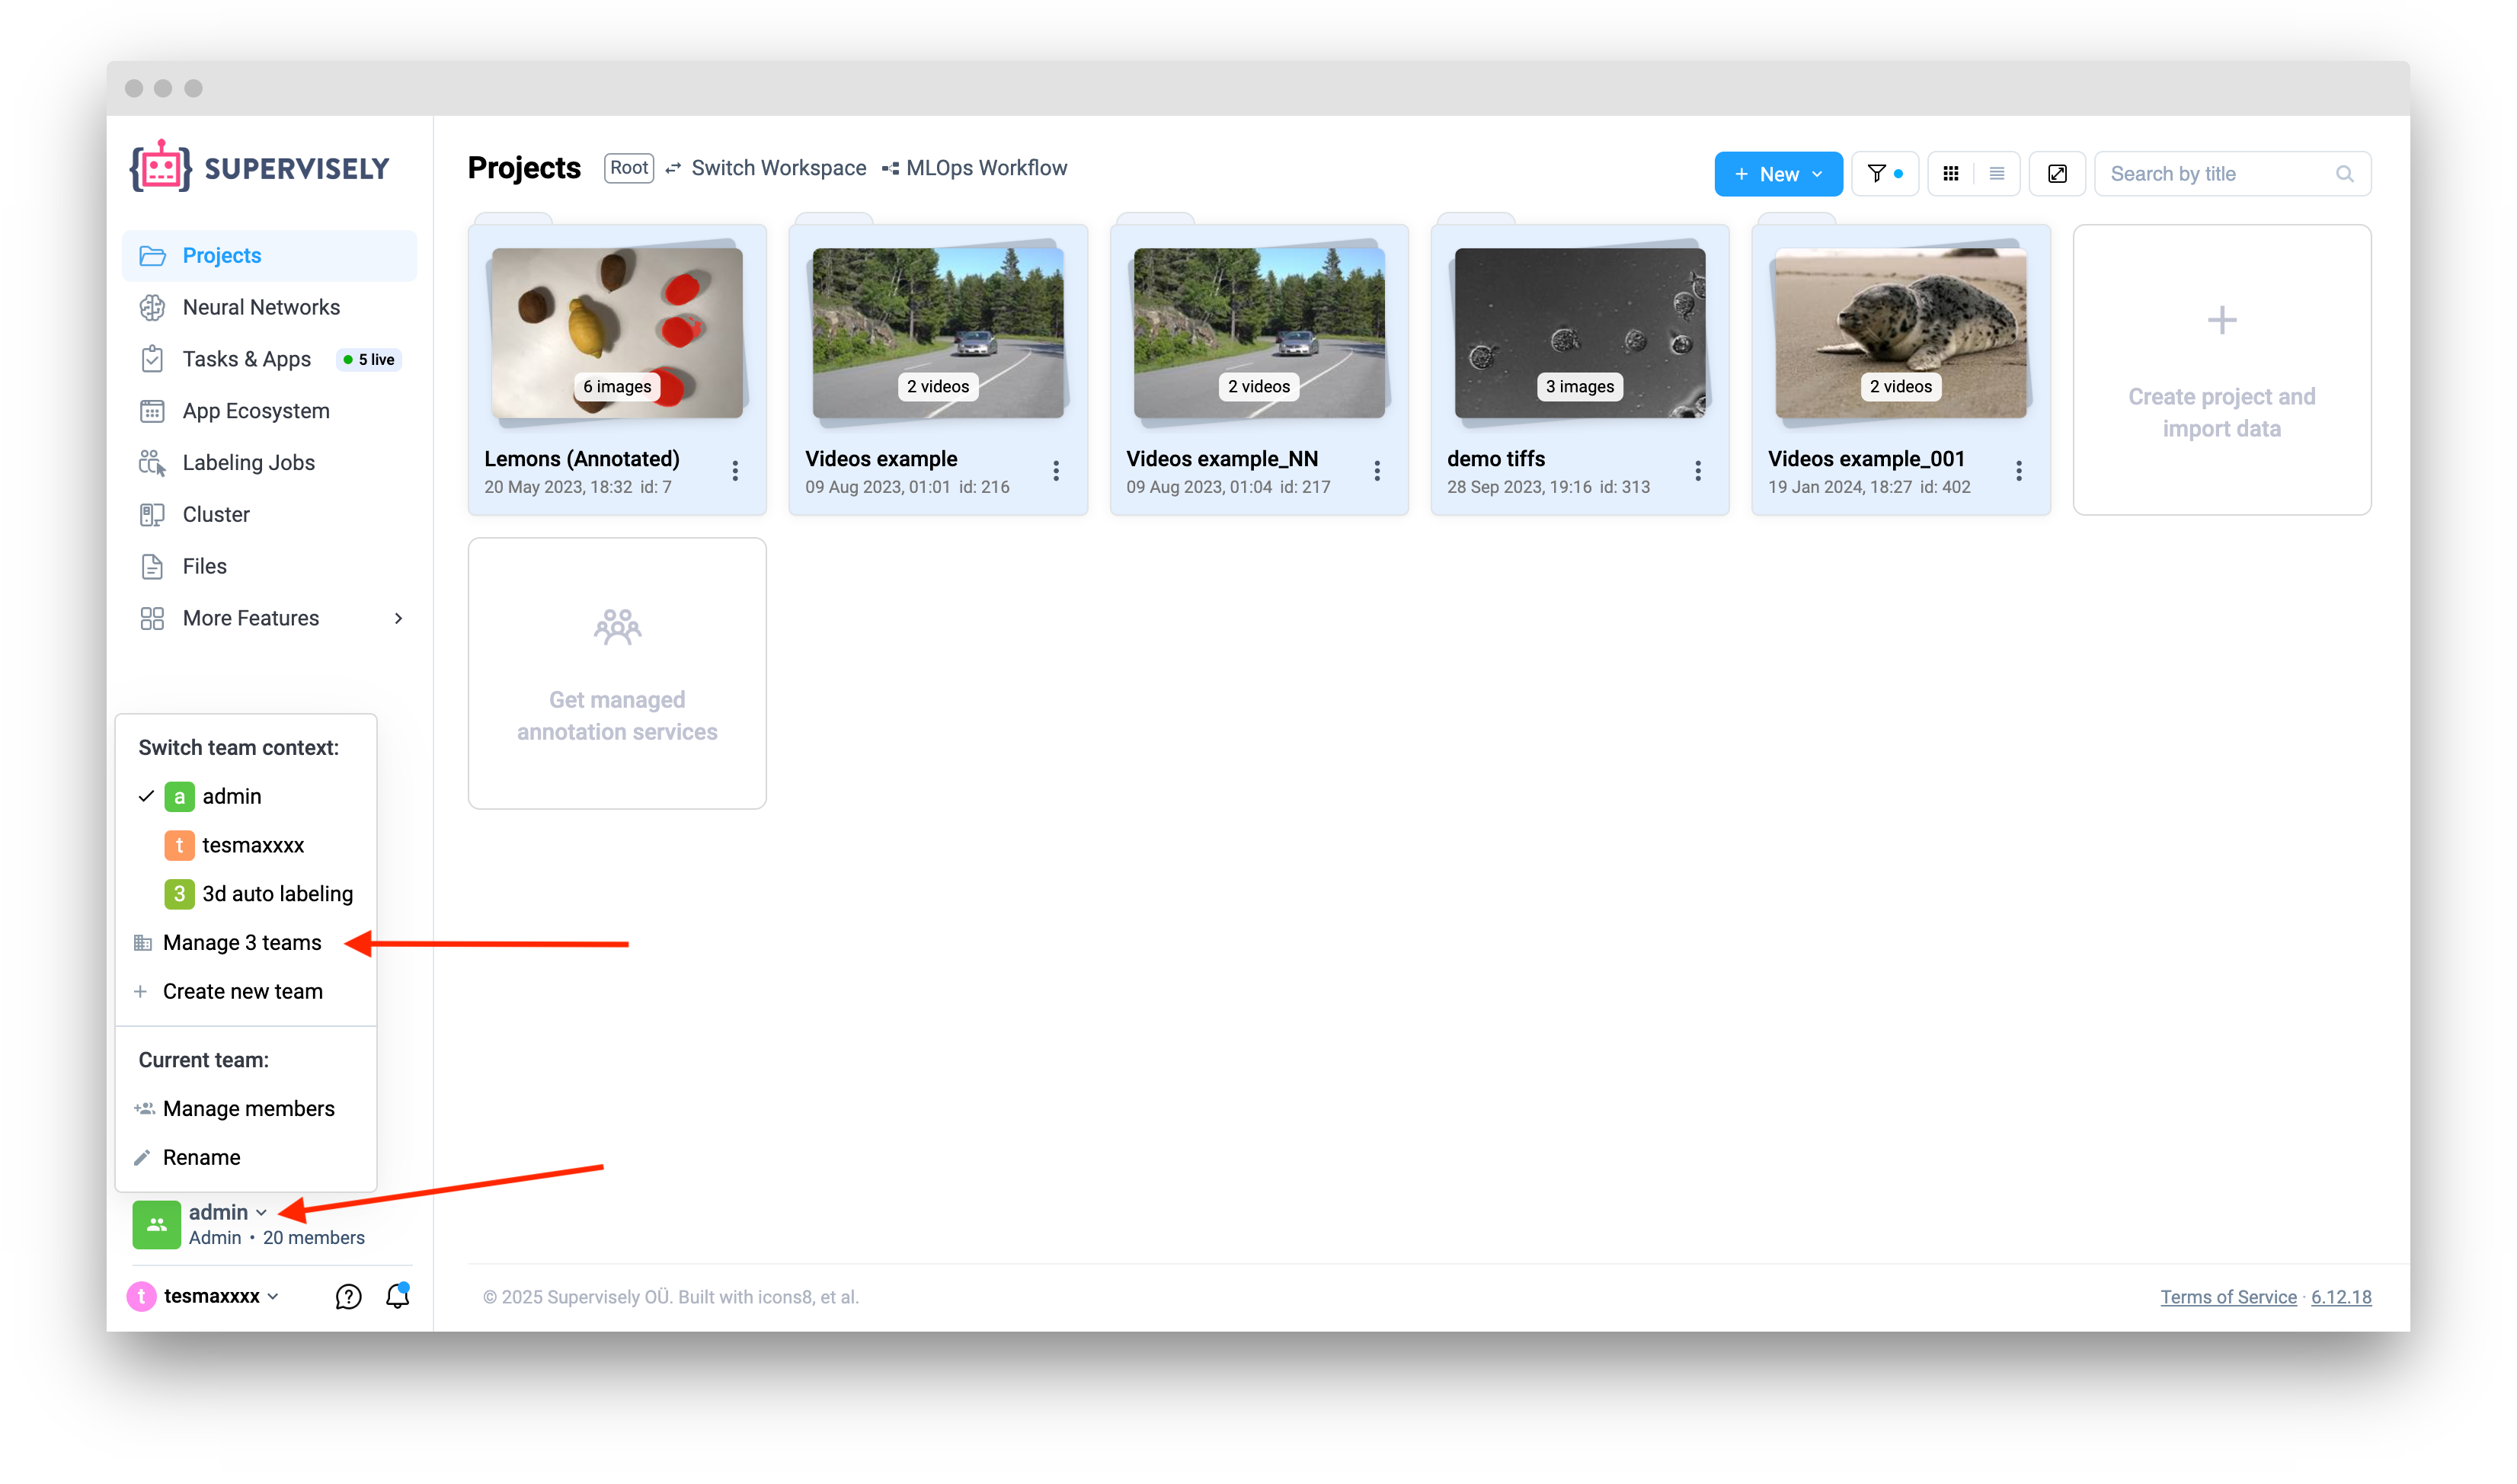 SUPERVISELY
Projects
Neural Networks
Tasks & Apps 5 live
App Ecosystem
Labeling Jobs
Cluster
Files
More Features
Switch team context:
a admin
t tesmaxxxx
3 3d auto labeling
Manage 3 teams
Create new team
Current team:
Manage members
Rename
admin
Admin • 20 members
t tesmaxxxx
Projects Root Switch Workspace MLOps Workflow
+ New
Search by title
6 images
Lemons (Annotated)
20 May 2023, 18:32 id: 7
2 videos
Videos example
09 Aug 2023, 01:01 id: 216
2 videos
Videos example_NN
09 Aug 2023, 01:04 id: 217
3 images
demo tiffs
28 Sep 2023, 19:16 id: 313
2 videos
Videos example_001
19 Jan 2024, 18:27 id: 402
Create project and
import data
Get managed
annotation services
© 2025 Supervisely OÜ. Built with icons8, et al.
Terms of Service · 6.12.18